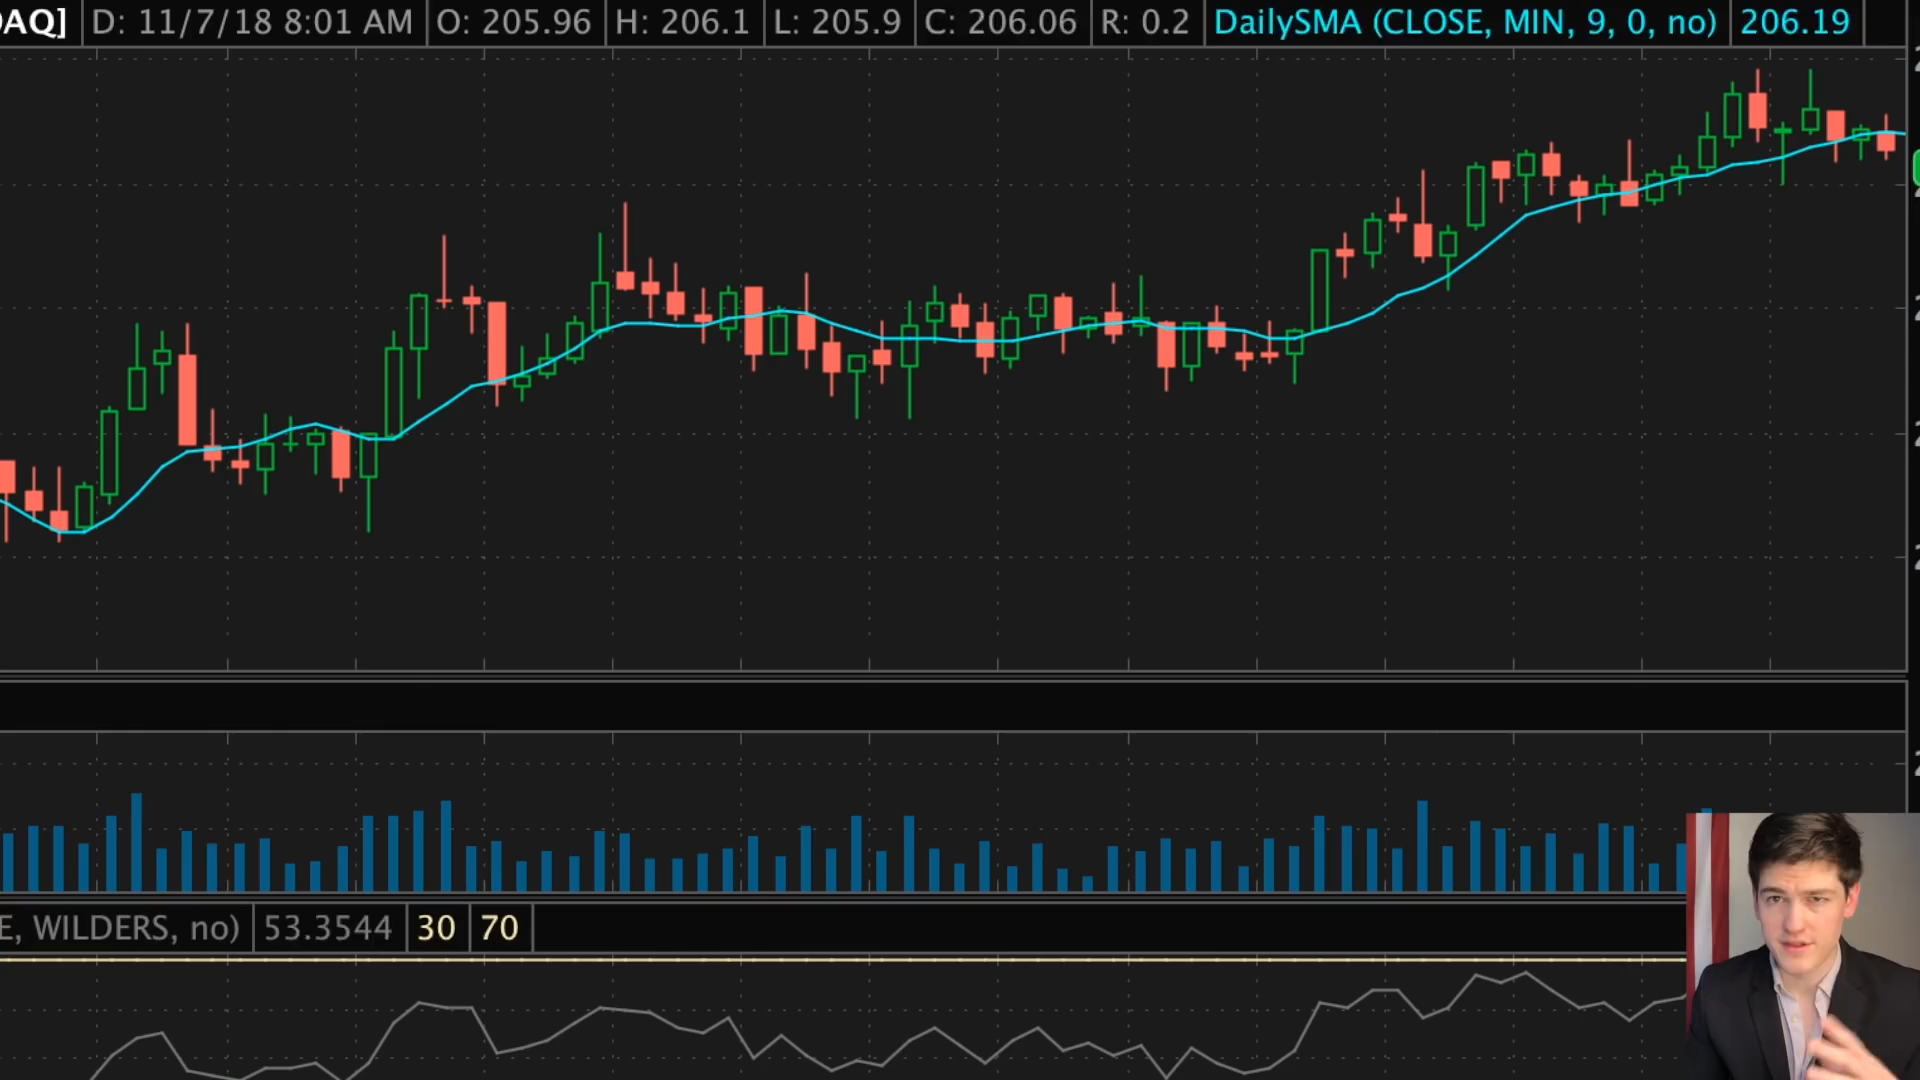 DAQ] D: 11/7/18 8:01 AM O: 205.96 H: 206.1 L: 205.9 C: 206.06 R: 0.2 DailySMA (CLOSE, MIN, 9, 0, no) 206.19
E, WILDERS, no) 53.3544 30 70